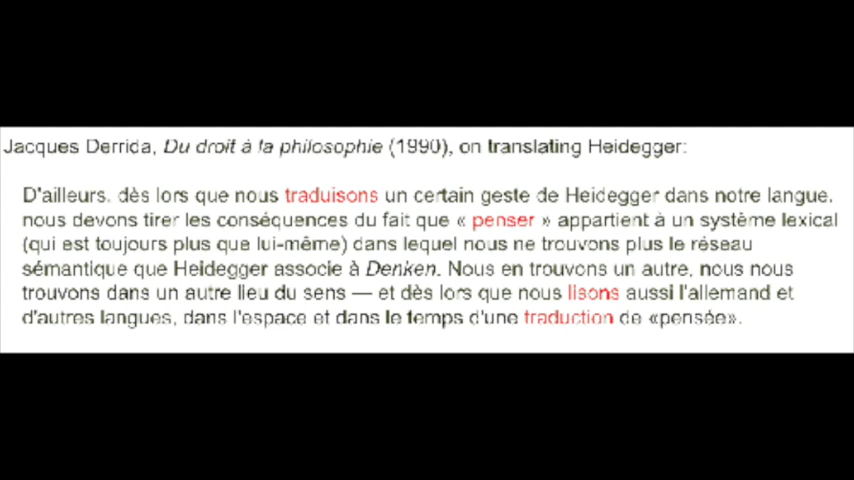 Jacques Derrida, Du droit à la philosophie (1990), on translating Heidegger:
D'ailleurs, dès lors que nous traduisons un certain geste de Heidegger dans notre langue,
nous devons tirer les conséquences du fait que « penser » appartient à un système lexical
(qui est toujours plus que lui-même) dans lequel nous ne trouvons plus le réseau
sémantique que Heidegger associe à Denken. Nous en trouvons un autre, nous nous
trouvons dans un autre lieu du sens — et dès lors que nous lisons aussi l'allemand et
d'autres langues, dans l'espace et dans le temps d'une traduction de «pensée».